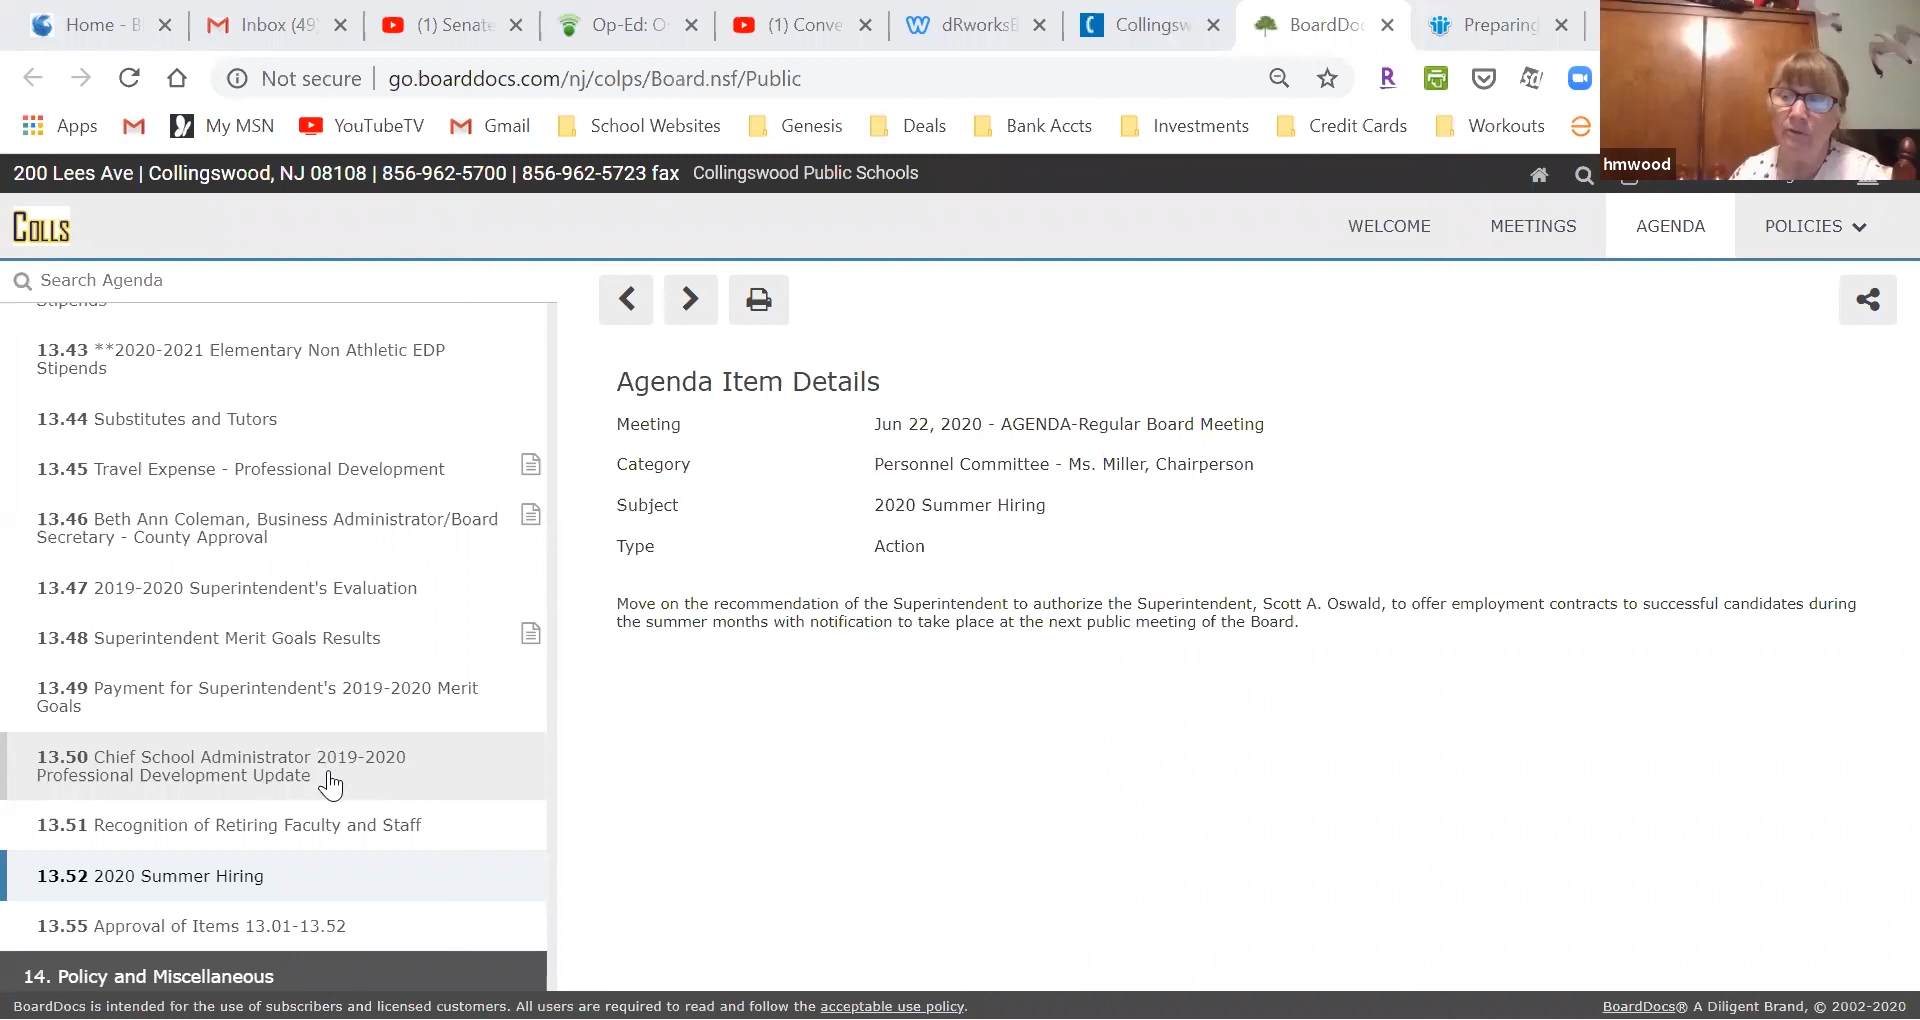 Home - B
Inbox (49)
(1) Senate
Op-Ed: O
(1) Conve
dRworksB
Collingsw
BoardDoc
Preparing
Not secure | go.boarddocs.com/nj/colps/Board.nsf/Public
Apps
My MSN
YouTubeTV
Gmail
School Websites
Genesis
Deals
Bank Accts
Investments
Credit Cards
Workouts
hmwood
200 Lees Ave | Collingswood, NJ 08108 | 856-962-5700 | 856-962-5723 fax Collingswood Public Schools
COLLS
WELCOME
MEETINGS
AGENDA
POLICIES
Search Agenda
Stipends
13.43 **2020-2021 Elementary Non Athletic EDP
Stipends
13.44 Substitutes and Tutors
13.45 Travel Expense - Professional Development
13.46 Beth Ann Coleman, Business Administrator/Board
Secretary - County Approval
13.47 2019-2020 Superintendent's Evaluation
13.48 Superintendent Merit Goals Results
13.49 Payment for Superintendent's 2019-2020 Merit
Goals
13.50 Chief School Administrator 2019-2020
Professional Development Update
13.51 Recognition of Retiring Faculty and Staff
13.52 2020 Summer Hiring
13.55 Approval of Items 13.01-13.52
14. Policy and Miscellaneous
Agenda Item Details
Meeting Jun 22, 2020 - AGENDA-Regular Board Meeting
Category Personnel Committee - Ms. Miller, Chairperson
Subject 2020 Summer Hiring
Type Action
Move on the recommendation of the Superintendent to authorize the Superintendent, Scott A. Oswald, to offer employment contracts to successful candidates during
the summer months with notification to take place at the next public meeting of the Board.
BoardDocs is intended for the use of subscribers and licensed customers. All users are required to read and follow the acceptable use policy.
BoardDocs® A Diligent Brand, © 2002-2020